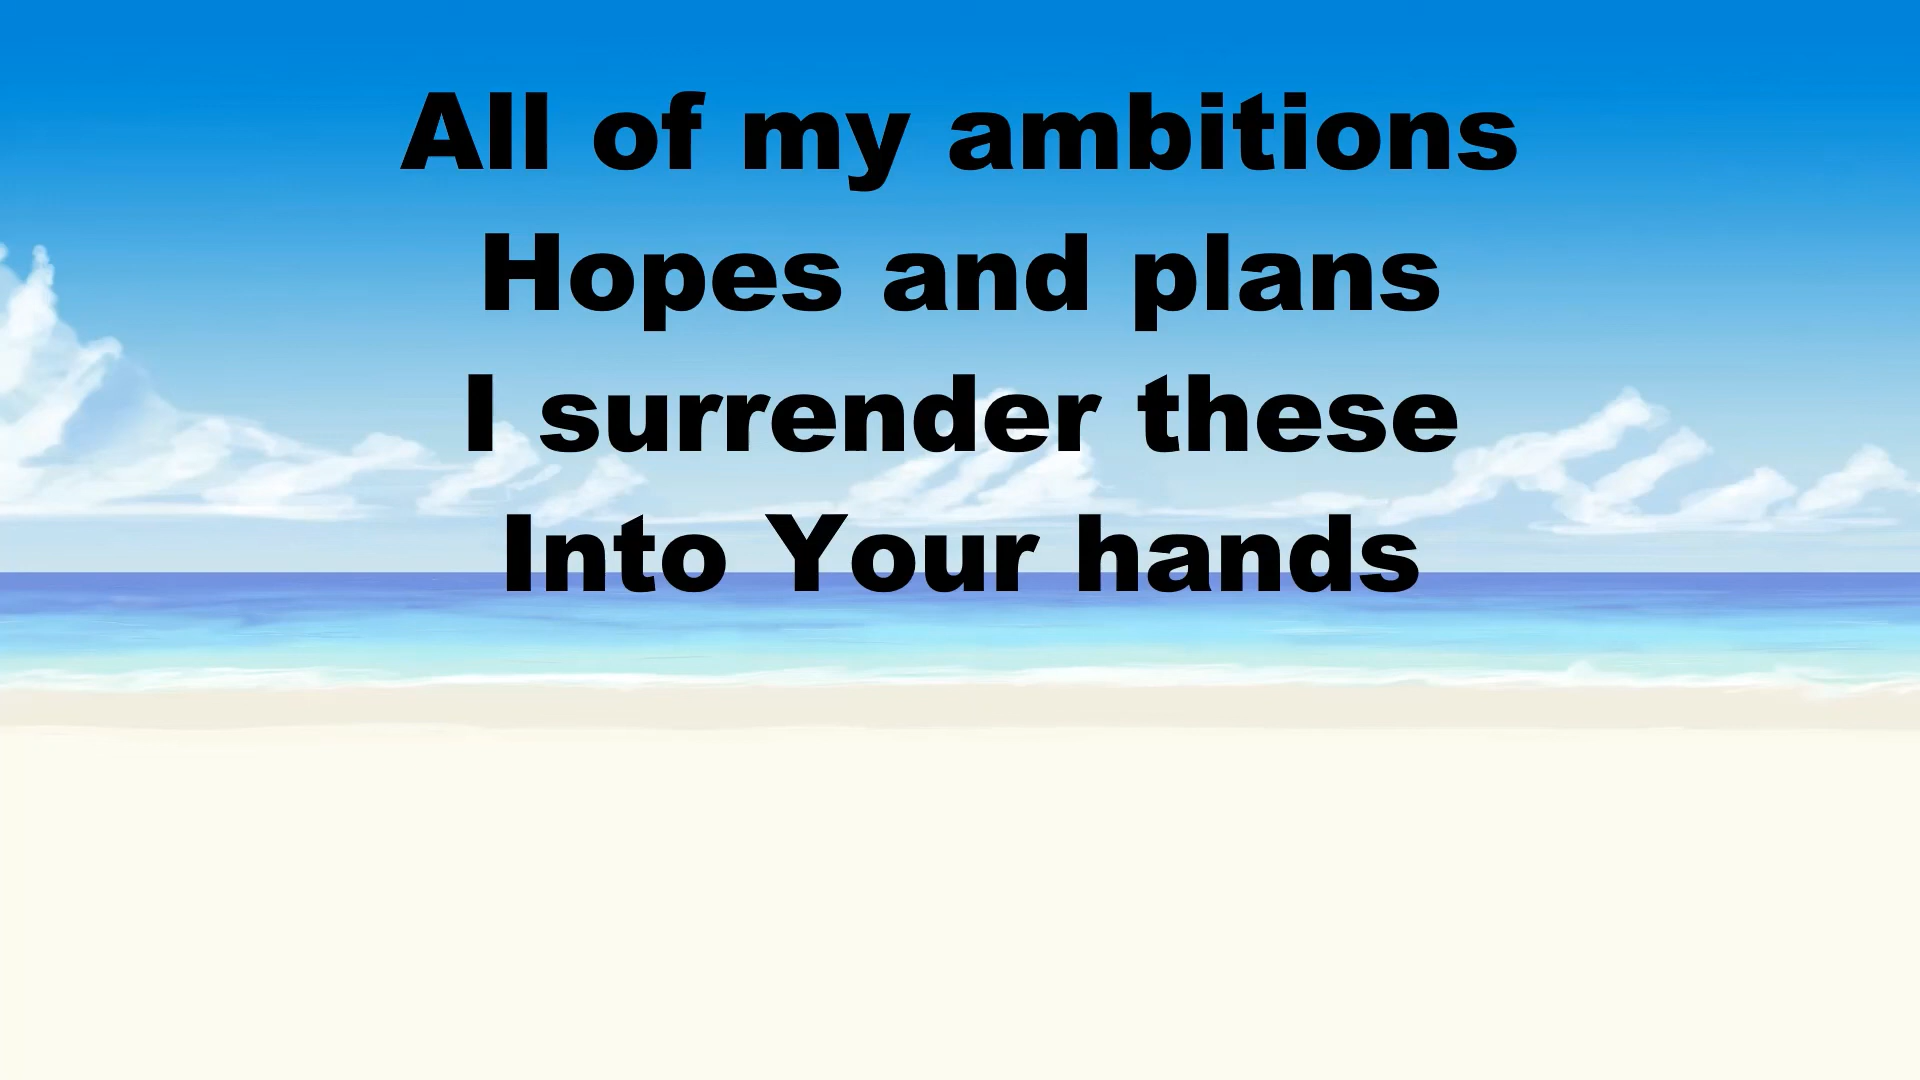 All of my ambitions
Hopes and plans
I surrender these
Into Your hands